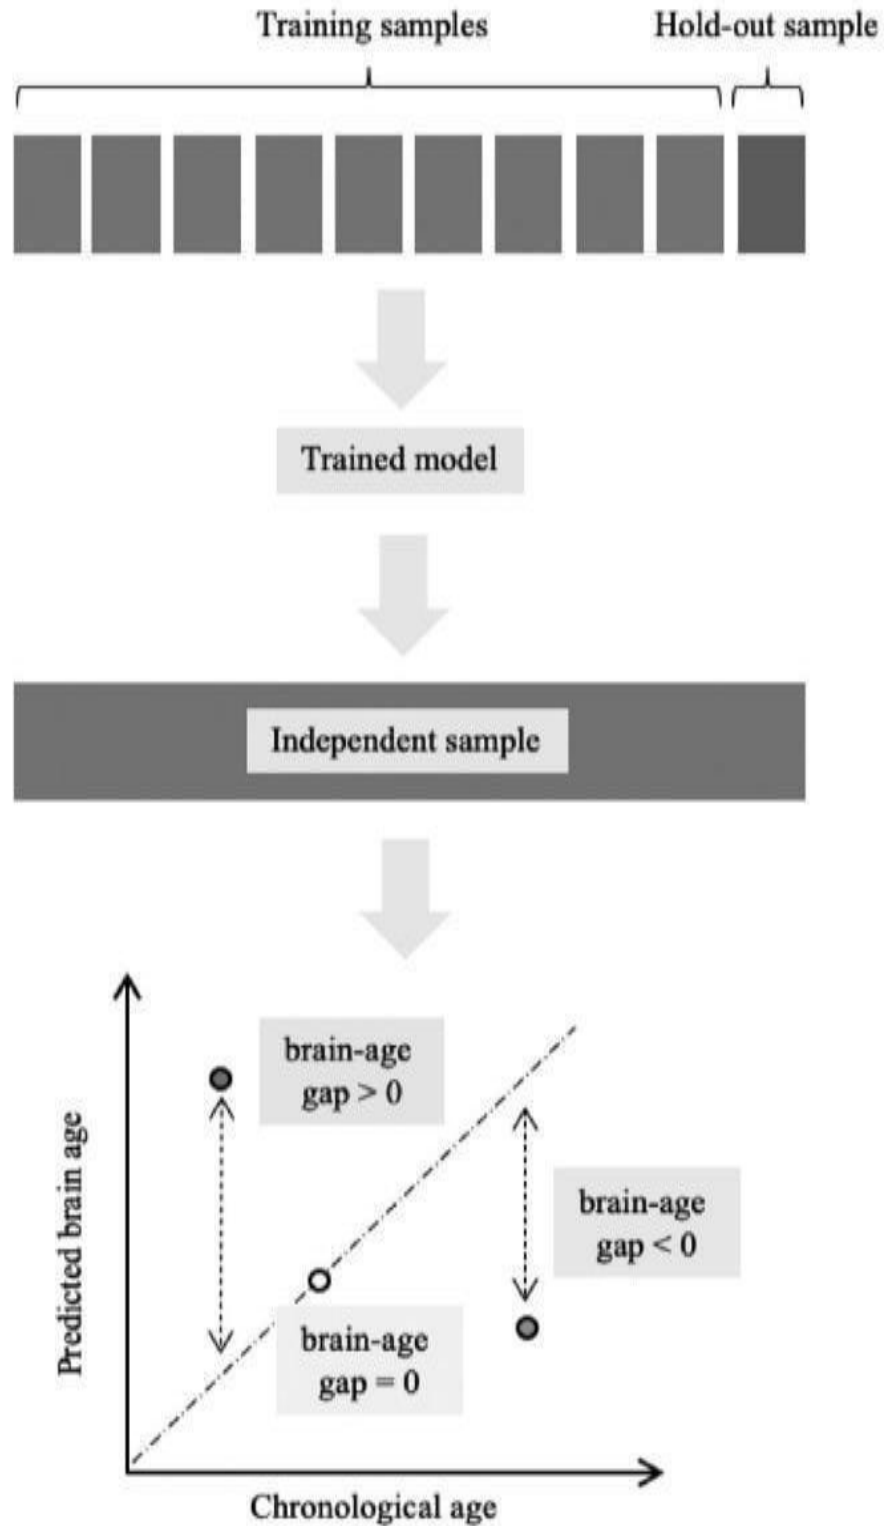 Training samples
Hold-out sample
Trained model
Independent sample
brain-age
gap > 0
brain-age
gap < 0
brain-age
gap = 0
Predicted brain age
Chronological age